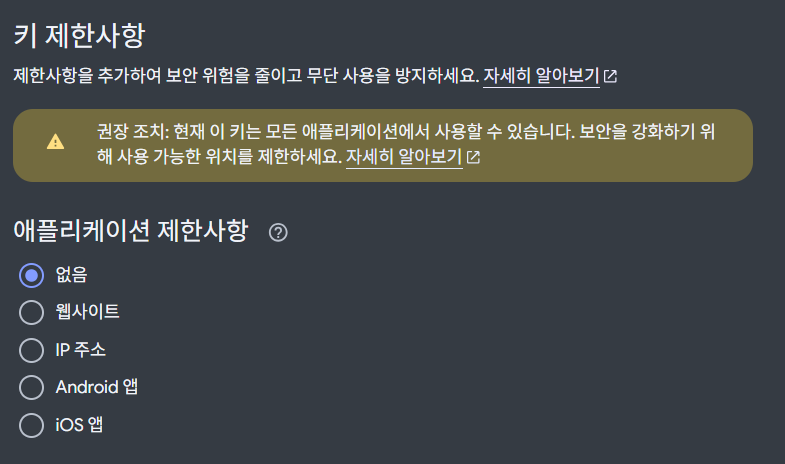 키 제한사항
제한사항을 추가하여 보안 위험을 줄이고 무단 사용을 방지하세요. 자세히 알아보기
권장 조치: 현재 이 키는 모든 애플리케이션에서 사용할 수 있습니다. 보안을 강화하기 위
해 사용 가능한 위치를 제한하세요. 자세히 알아보기
애플리케이션 제한사항
없음
웹사이트
IP 주소
Android 앱
iOS 앱